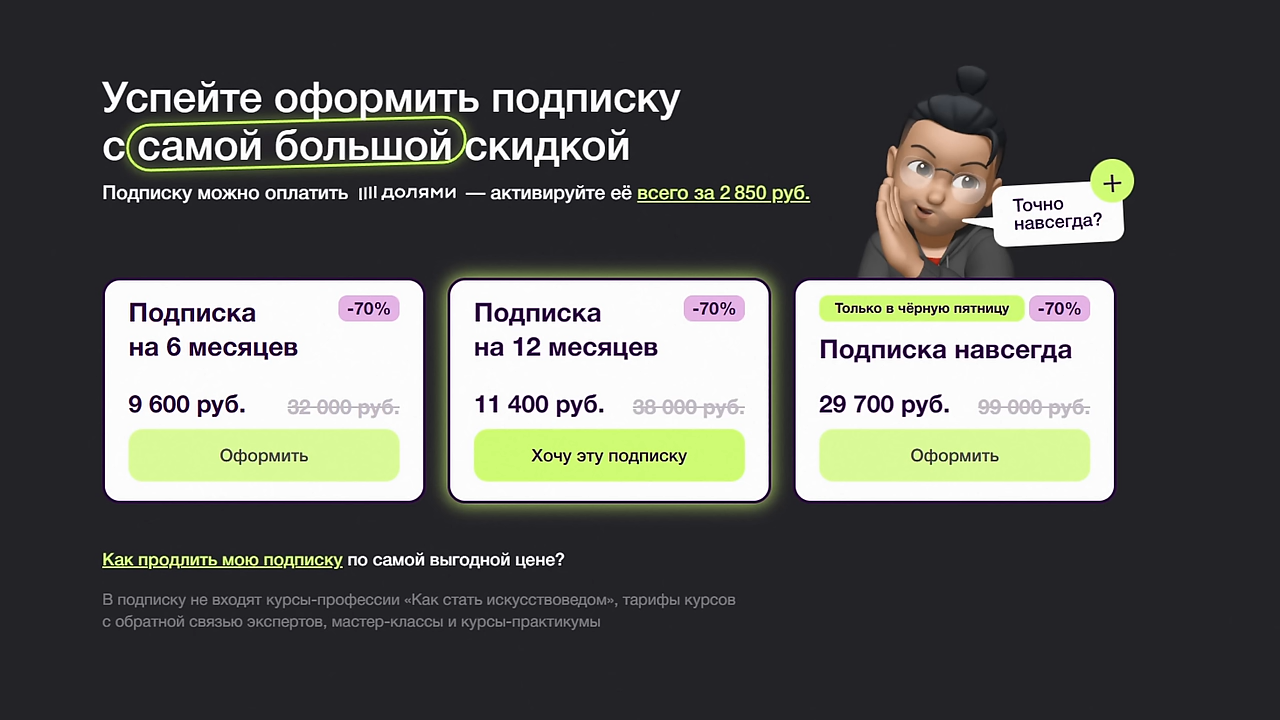 Успейте оформить подписку
с самой большой скидкой
Подписку можно оплатить долями — активируйте её всего за 2 850 руб.
+
Точно
навсегда?
Подписка
на 6 месяцев
-70%
9 600 руб. 32 000 руб.
Оформить
Подписка
на 12 месяцев
-70%
11 400 руб. 38 000 руб.
Хочу эту подписку
Только в чёрную пятницу -70%
Подписка навсегда
29 700 руб. 99 000 руб.
Оформить
Как продлить мою подписку по самой выгодной цене?
В подписку не входят курсы-профессии «Как стать искусствоведом», тарифы курсов
с обратной связью экспертов, мастер-классы и курсы-практикумы